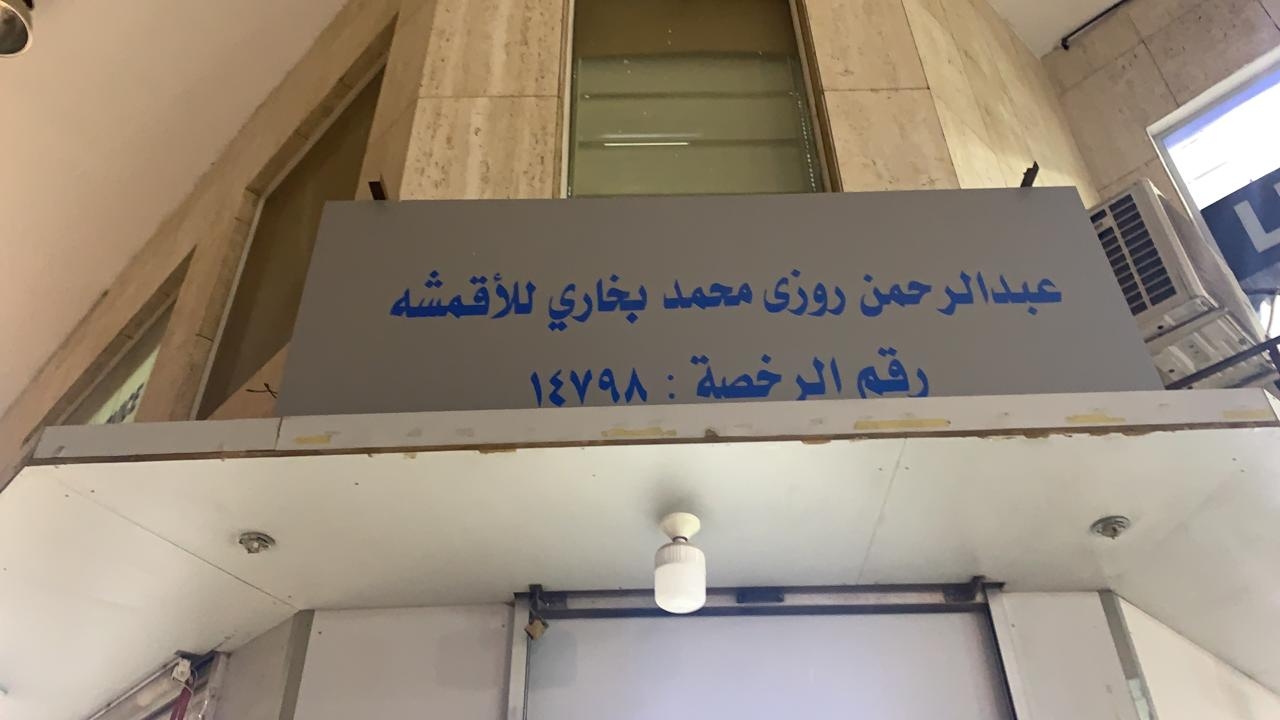 عبدالرحمن روزى محمد بخاري للأقمشه
رقم الرخصة : ١٤٧٩٨